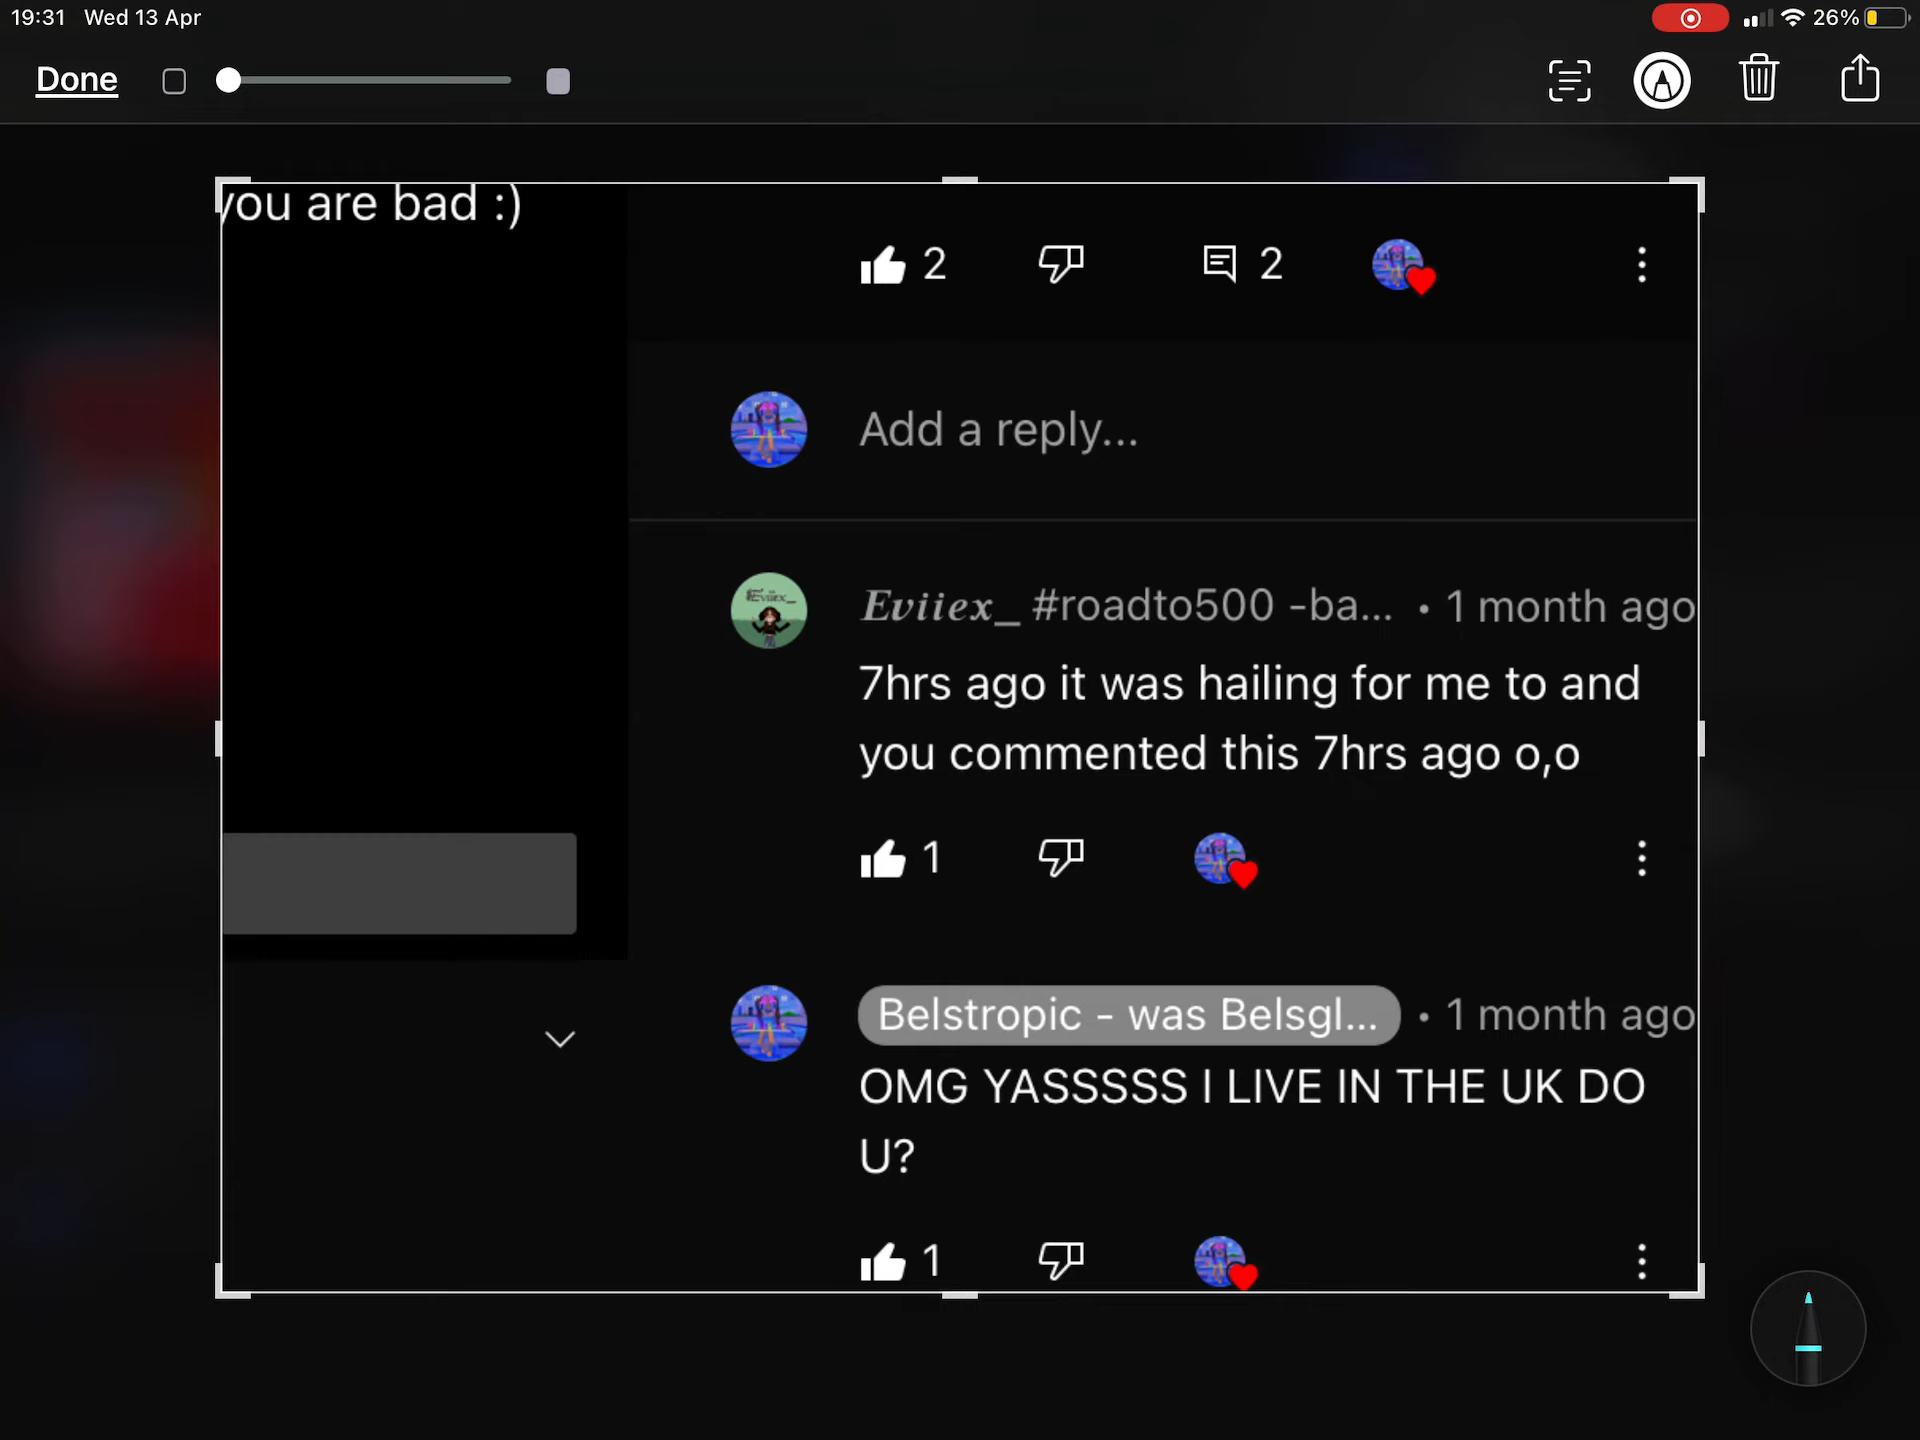 19:31 Wed 13 Apr
26%
Done
you are bad :)
2
2
Add a reply...
Eviiex_ #roadto500 -ba... • 1 month ago
7hrs ago it was hailing for me to and
you commented this 7hrs ago o,o
1
Belstropic - was Belsgl... • 1 month ago
OMG YASSSSS I LIVE IN THE UK DO
U?
1